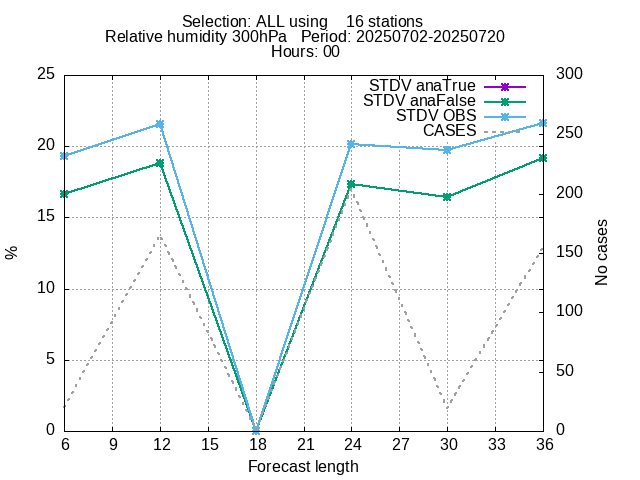 Selection: ALL using    16 stations
Relative humidity 300hPa   Period: 20250702-20250720
Hours: 00
STDV anaTrue
STDV anaFalse
STDV OBS
CASES
25
20
15
10
5
0
%
300
250
200
150
100
50
0
No cases
6 9 12 15 18 21 24 27 30 33 36
Forecast length